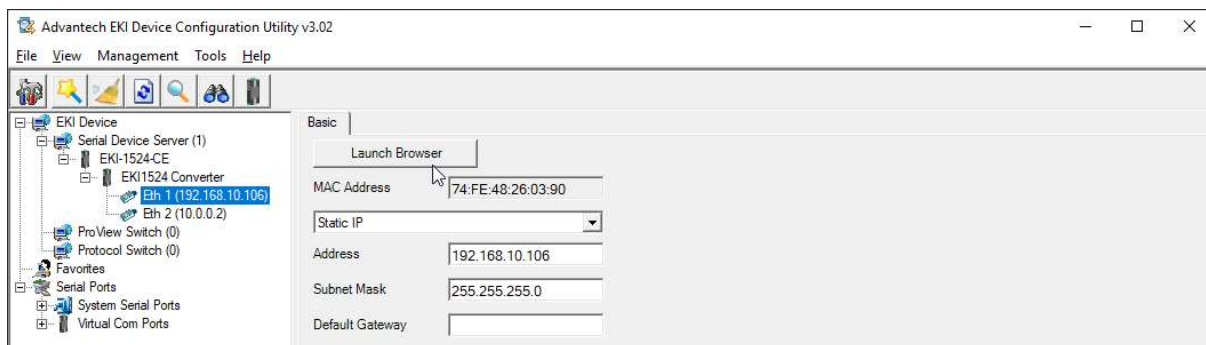 Advantech EKI Device Configuration Utility v3.02
File View Management Tools Help
EKI Device
Serial Device Server (1)
EKI-1524-CE
EKI1524 Converter
Eth 1 (192.168.10.106)
Eth 2 (10.0.0.2)
ProView Switch (0)
Protocol Switch (0)
Favorites
Serial Ports
System Serial Ports
Virtual Com Ports
Basic
Launch Browser
MAC Address 74:FE:48:26:03:90
Static IP
Address 192.168.10.106
Subnet Mask 255.255.255.0
Default Gateway